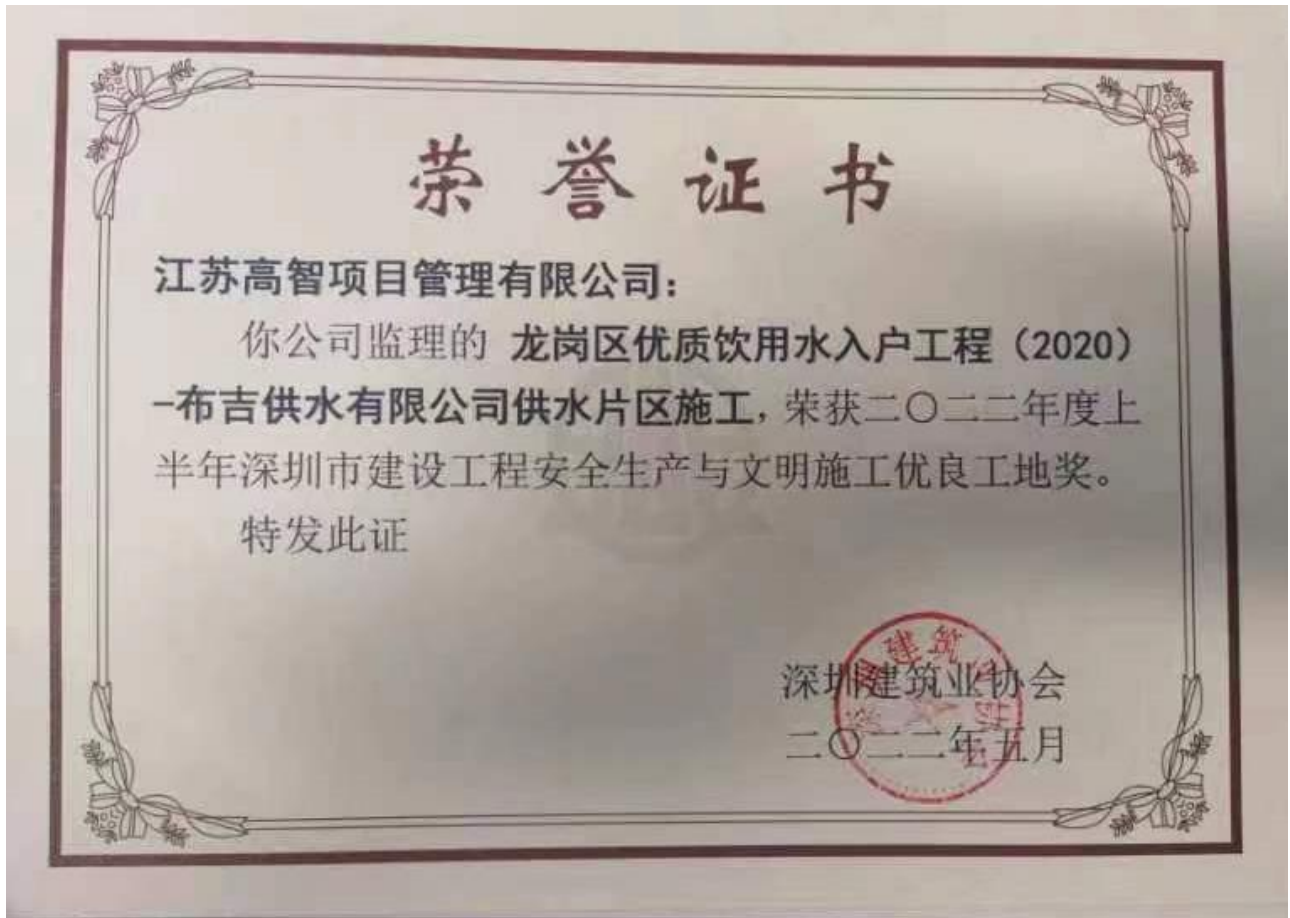 荣誉证书
江苏高智项目管理有限公司：
你公司监理的 龙岗区优质饮用水入户工程（2020）
-布吉供水有限公司供水片区施工，荣获二〇二二年度上
半年深圳市建设工程安全生产与文明施工优良工地奖。
特发此证
深圳建筑业协会
二〇二二年五月